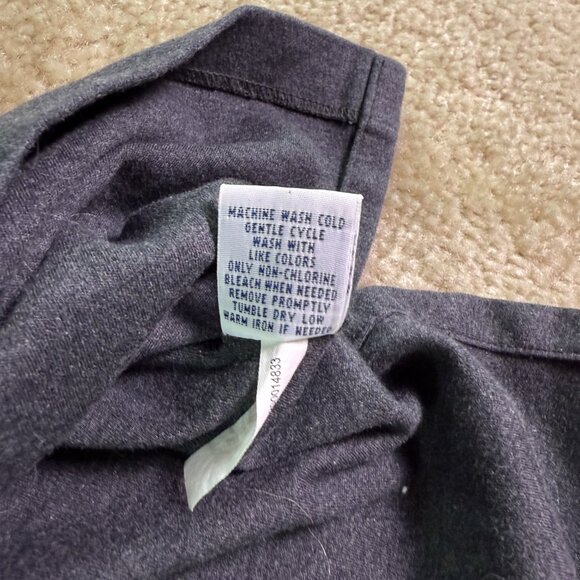 MACHINE WASH COLD
GENTLE CYCLE
WASH WITH
LIKE COLORS
ONLY NON-CHLORINE
BLEACH WHEN NEEDED
REMOVE PROMPTLY
TUMBLE DRY LOW
WARM IRON IF NEEDED
0014833